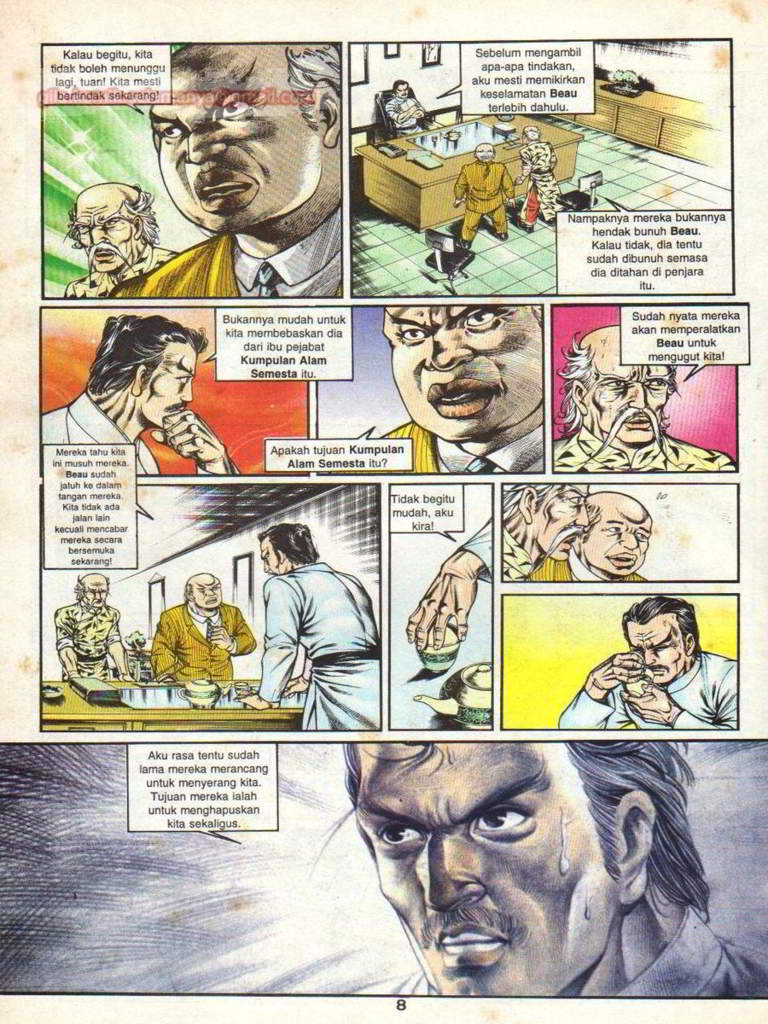 Kalau begitu, kita
tidak boleh menunggu
lagi, tuan! Kita mesti
bertindak sekarang!
Sebelum mengambil
apa-apa tindakan,
aku mesti memikirkan
keselamatan Beau
terlebih dahulu.
Nampaknya mereka bukannya
hendak bunuh Beau.
Kalau tidak, dia tentu
sudah dibunuh semasa
dia ditahan di penjara
itu.
Bukannya mudah untuk
kita membebaskan dia
dari ibu pejabat
Kumpulan Alam
Semesta itu.
Apakah tujuan Kumpulan
Alam Semesta itu?
Sudah nyata mereka
akan memperalatkan
Beau untuk
mengugut kita!
Mereka tahu kita
ini musuh mereka.
Beau sudah
jatuh ke dalam
tangan mereka.
Kita tidak ada
jalan lain
kecuali mencabar
mereka secara
bersemuka
sekarang!
Tidak begitu
mudah, aku
kira!
Aku rasa tentu sudah
lama mereka merancang
untuk menyerang kita.
Tujuan mereka ialah
untuk menghapuskan
kita sekaligus.
8